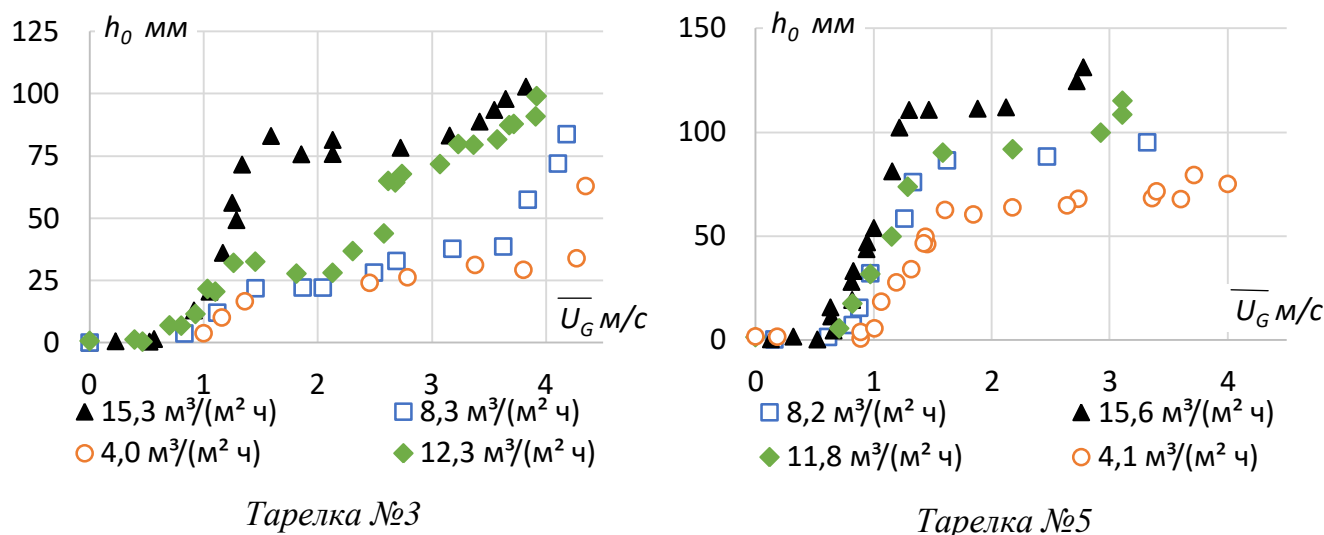 h₀ мм
125
100
75
50
25
0
0 1 2 3 4
U_G м/с
▲ 15,3 м³/(м² ч) □ 8,3 м³/(м² ч)
○ 4,0 м³/(м² ч) ◆ 12,3 м³/(м² ч)
Тарелка №3
h₀ мм
150
100
50
0
0 1 2 3 4
U_G м/с
□ 8,2 м³/(м² ч) ▲ 15,6 м³/(м² ч)
◆ 11,8 м³/(м² ч) ○ 4,1 м³/(м² ч)
Тарелка №5